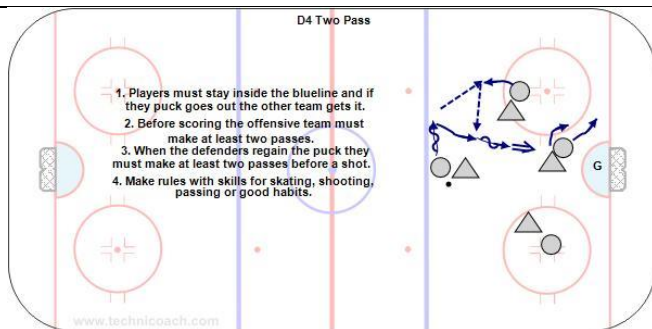 D4 Two Pass
1. Players must stay inside the blueline and if
they puck goes out the other team gets it.
2. Before scoring the offensive team must
make at least two passes.
3. When the defenders regain the puck they
must make at least two passes before a shot.
4. Make rules with skills for skating, shooting,
passing or good habits.
G
www.technicoach.com